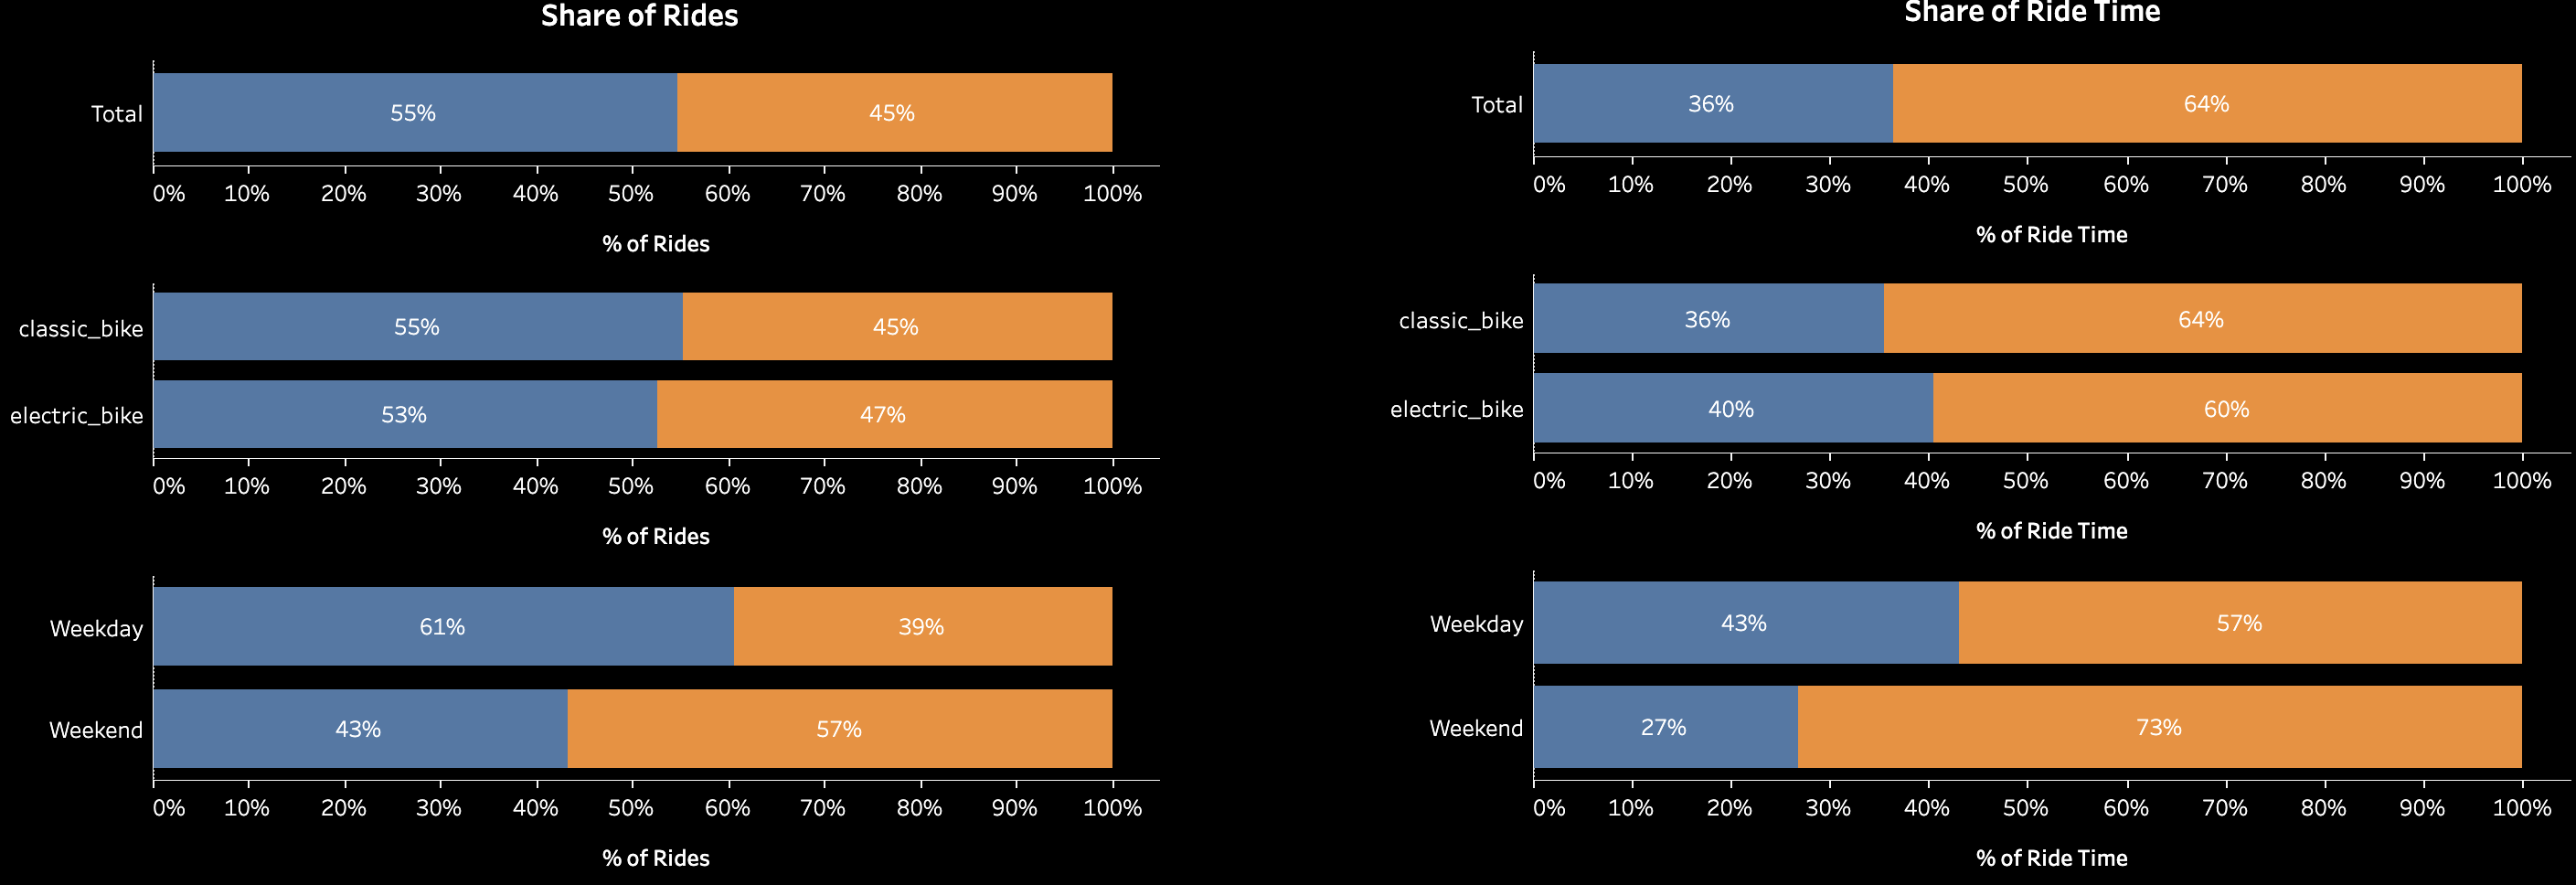 Share of Rides
Total
55%
45%
0% 10% 20% 30% 40% 50% 60% 70% 80% 90% 100%
% of Rides
classic_bike
55%
45%
electric_bike
53%
47%
0% 10% 20% 30% 40% 50% 60% 70% 80% 90% 100%
% of Rides
Weekday
61%
39%
Weekend
43%
57%
0% 10% 20% 30% 40% 50% 60% 70% 80% 90% 100%
% of Rides
Share of Ride Time
Total
36%
64%
0% 10% 20% 30% 40% 50% 60% 70% 80% 90% 100%
% of Ride Time
classic_bike
36%
64%
electric_bike
40%
60%
0% 10% 20% 30% 40% 50% 60% 70% 80% 90% 100%
% of Ride Time
Weekday
43%
57%
Weekend
27%
73%
0% 10% 20% 30% 40% 50% 60% 70% 80% 90% 100%
% of Ride Time